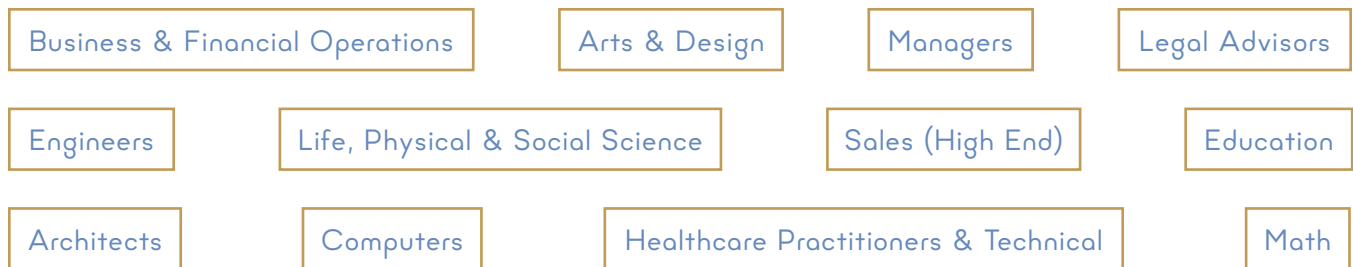 Business & Financial Operations
Arts & Design
Managers
Legal Advisors
Engineers
Life, Physical & Social Science
Sales (High End)
Education
Architects
Computers
Healthcare Practitioners & Technical
Math